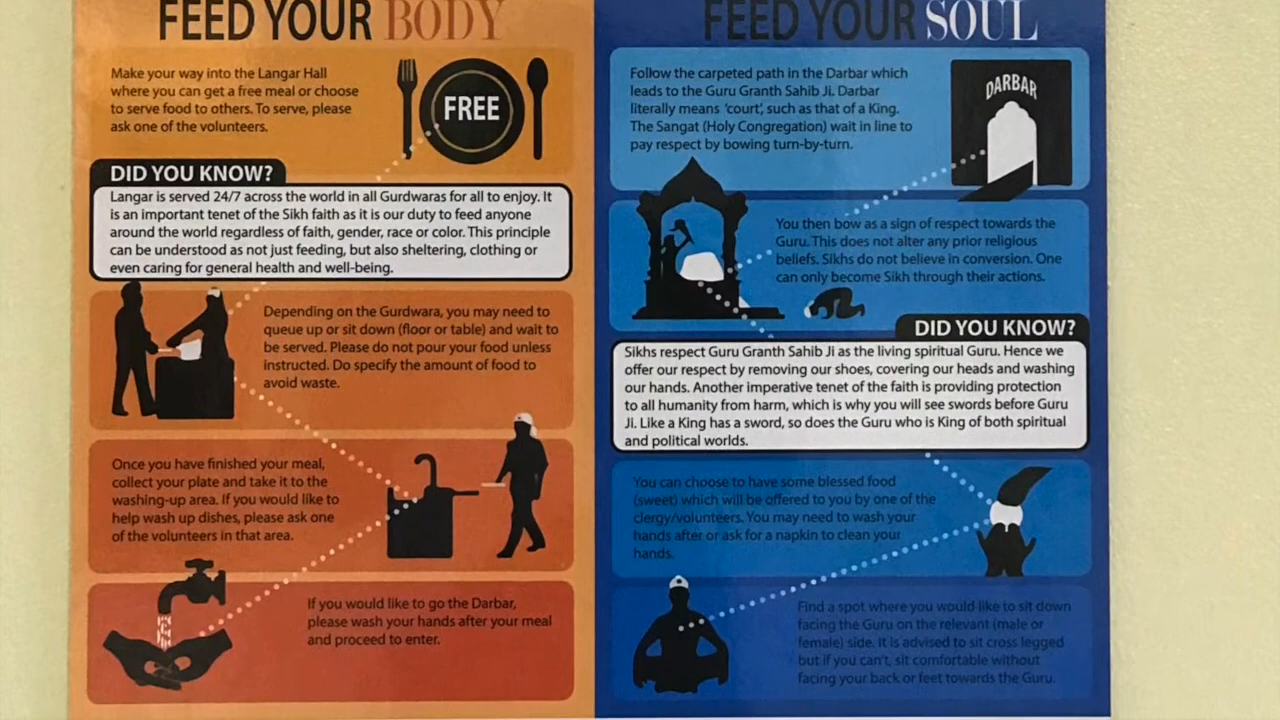 FEED YOUR BODY
Make your way into the Langar Hall
where you can get a free meal or choose
to serve food to others. To serve, please
ask one of the volunteers.
FREE
DID YOU KNOW?
Langar is served 24/7 across the world in all Gurdwaras for all to enjoy. It
is an important tenet of the Sikh faith as it is our duty to feed anyone
around the world regardless of faith, gender, race or color. This principle
can be understood as not just feeding, but also sheltering, clothing or
even caring for general health and well-being.
Depending on the Gurdwara, you may need to
queue up or sit down (floor or table) and wait to
be served. Please do not pour your food unless
instructed. Do specify the amount of food to
avoid waste.
Once you have finished your meal,
collect your plate and take it to the
washing-up area. If you would like to
help wash up dishes, please ask one
of the volunteers in that area.
If you would like to go the Darbar,
please wash your hands after your meal
and proceed to enter.
FEED YOUR SOUL
Follow the carpeted path in the Darbar which
leads to the Guru Granth Sahib Ji. Darbar
literally means 'court', such as that of a King.
The Sangat (Holy Congregation) wait in line to
pay respect by bowing turn-by-turn.
DARBAR
You then bow as a sign of respect towards the
Guru. This does not alter any prior religious
beliefs. Sikhs do not believe in conversion. One
can only become Sikh through their actions.
DID YOU KNOW?
Sikhs respect Guru Granth Sahib Ji as the living spiritual Guru. Hence we
offer our respect by removing our shoes, covering our heads and washing
our hands. Another imperative tenet of the faith is providing protection
to all humanity from harm, which is why you will see swords before Guru
Ji. Like a King has a sword, so does the Guru who is King of both spiritual
and political worlds.
You can choose to have some blessed food
(sweet) which will be offered to you by one of the
clergy/volunteers. You may need to wash your
hands after or ask for a napkin to clean your
hands.
Find a spot where you would like to sit down
facing the Guru on the relevant (male or
female) side. It is advised to sit cross legged
but if you can't, sit comfortable without
facing your back or feet towards the Guru.